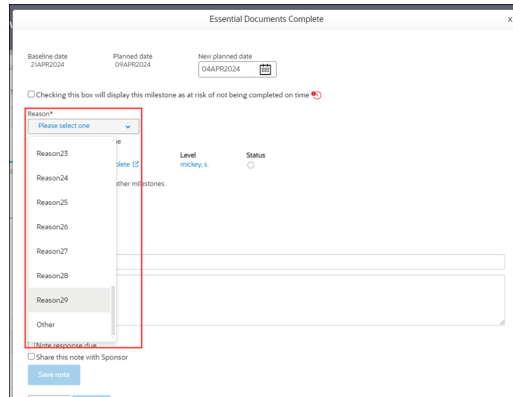 Essential Documents Complete
x
Baseline date Planned date New planned date
21APR2024 09APR2024 04APR2024
Checking this box will display this milestone as at risk of not being completed on time
Reason*
Please select one
Level Status
Reason23
plete mickey, s.
Reason24
other milestones.
Reason25
Reason26
Reason27
Reason28
Reason29
Other
Note response due
Share this note with Sponsor
Save note